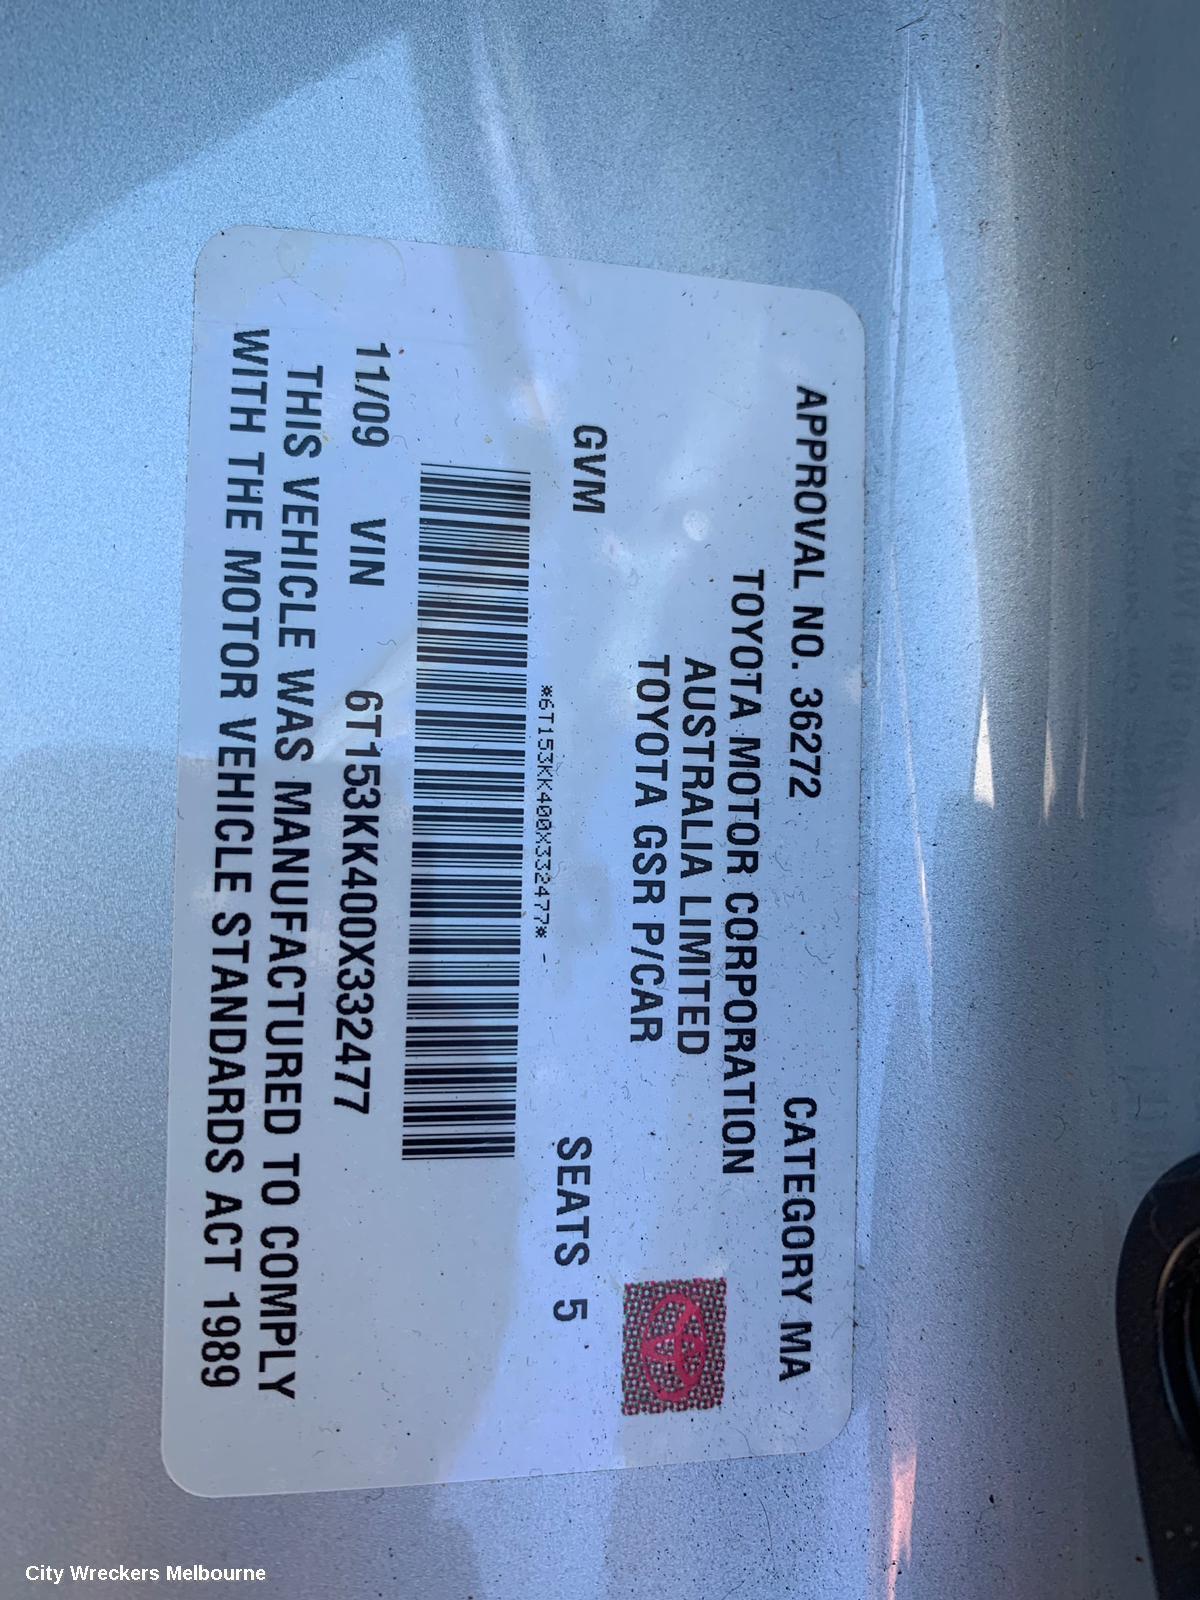 APPROVAL NO. 36272 CATEGORY MA
TOYOTA MOTOR CORPORATION
AUSTRALIA LIMITED
TOYOTA GSR P/CAR
GVM SEATS 5
*6T153KK400X332477* -
11/09 VIN 6T153KK400X332477
THIS VEHICLE WAS MANUFACTURED TO COMPLY
WITH THE MOTOR VEHICLE STANDARDS ACT 1989
City Wreckers Melbourne